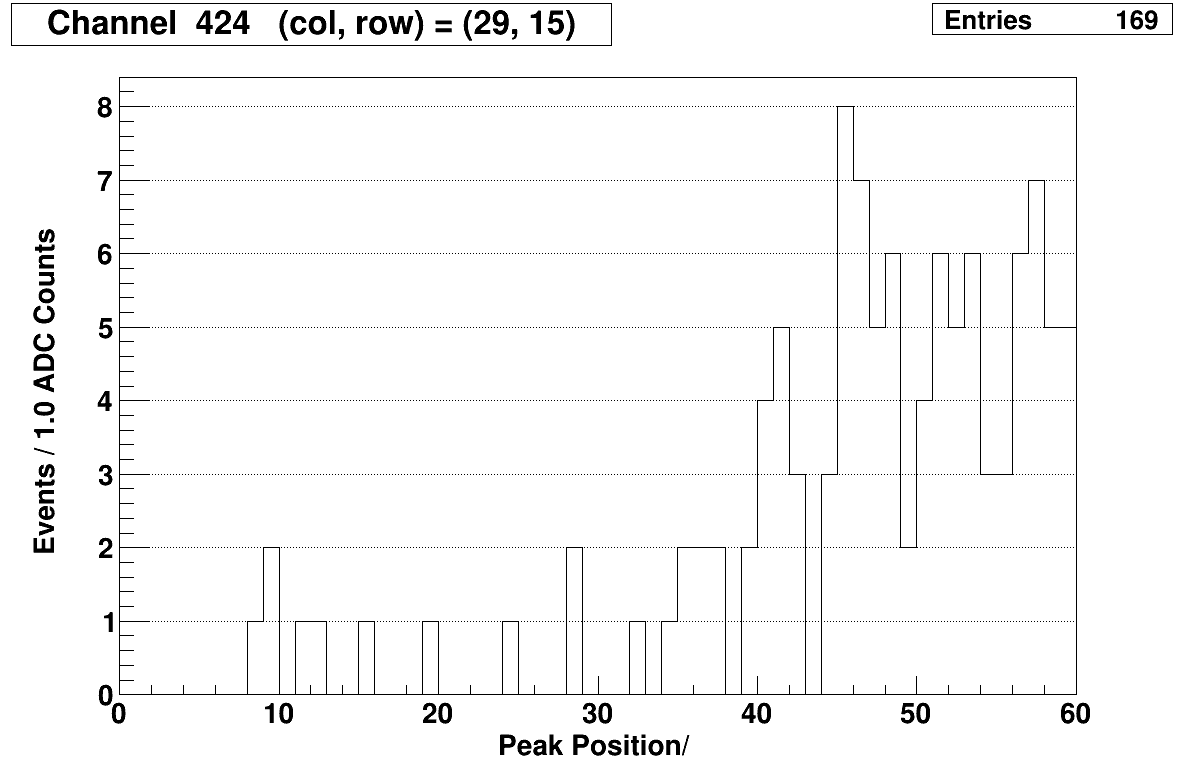 Channel 424 (col, row) = (29, 15)
Entries 169
Events / 1.0 ADC Counts
8
7
6
5
4
3
2
1
0
0 10 20 30 40 50 60
Peak Position/